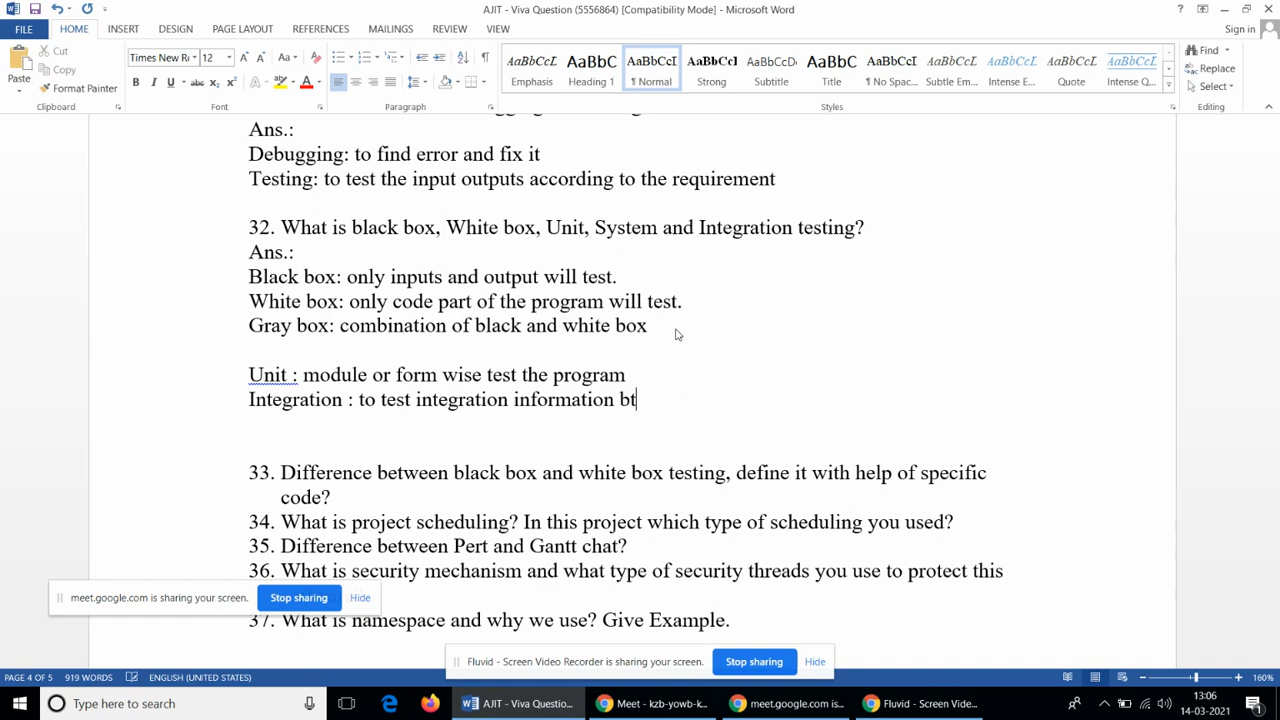 AJIT - Viva Question (5556864) [Compatibility Mode] - Microsoft Word
FILE HOME INSERT DESIGN PAGE LAYOUT REFERENCES MAILINGS REVIEW VIEW Sign in
Paste Cut Copy Format Painter
Times New Ro 12
AaBbCcL AaBbC AaBbCcI AaBbCcl AaBbCcD AaBbC AaBbCcI AaBbCcL AaBbCcL AaBbCcL AaBbCcL
Emphasis Heading 1 ¶ Normal Strong Subtitle Title ¶ No Spac... Subtle Em... Intense E... Quote Intense Q...
Find Replace Select
Clipboard Font Paragraph Styles Editing
Ans.:
Debugging: to find error and fix it
Testing: to test the input outputs according to the requirement
32. What is black box, White box, Unit, System and Integration testing?
Ans.:
Black box: only inputs and output will test.
White box: only code part of the program will test.
Gray box: combination of black and white box
Unit : module or form wise test the program
Integration : to test integration information bt
33. Difference between black box and white box testing, define it with help of specific
code?
34. What is project scheduling? In this project which type of scheduling you used?
35. Difference between Pert and Gantt chat?
36. What is security mechanism and what type of security threads you use to protect this
meet.google.com is sharing your screen. Stop sharing Hide
37. What is namespace and why we use? Give Example.
Fluvid - Screen Video Recorder is sharing your screen. Stop sharing Hide
PAGE 4 OF 5 919 WORDS ENGLISH (UNITED STATES) 160%
Type here to search AJIT - Viva Questio... Meet - kzb-yowb-k... meet.google.com is... Fluvid - Screen Vide... 13:06
14-03-2021